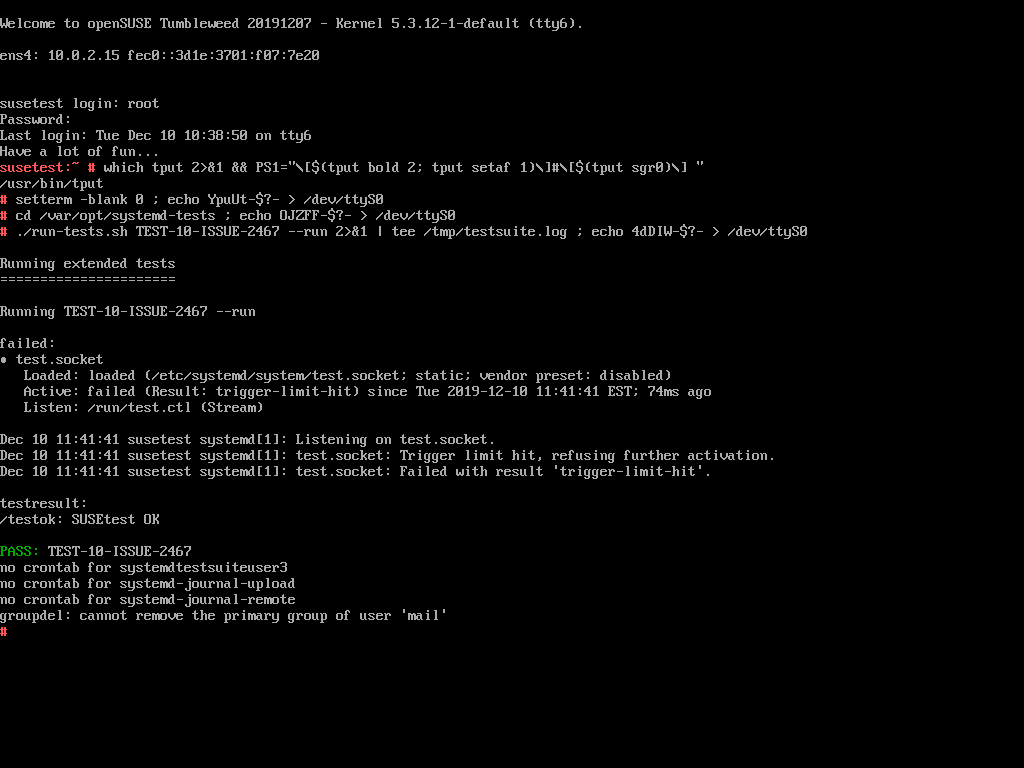 Welcome to openSUSE Tumbleweed 20191207 - Kernel 5.3.12-1-default (tty6).
ens4: 10.0.2.15 fec0::3d1e:3701:f07:7e20
susetest login: root
Password:
Last login: Tue Dec 10 10:38:50 on tty6
Have a lot of fun...
susetest:~ # which tput 2>&1 && PS1="\[$(tput bold 2; tput setaf 1)\]#\[$(tput sgr0)\] "
/usr/bin/tput
# setterm -blank 0 ; echo YpuUt-$?- > /dev/ttyS0
# cd /var/opt/systemd-tests ; echo OJZFF-$?- > /dev/ttyS0
# ./run-tests.sh TEST-10-ISSUE-2467 --run 2>&1 | tee /tmp/testsuite.log ; echo 4dDIW-$?- > /dev/ttyS0
Running extended tests
======================
Running TEST-10-ISSUE-2467 --run
failed:
• test.socket
   Loaded: loaded (/etc/systemd/system/test.socket; static; vendor preset: disabled)
   Active: failed (Result: trigger-limit-hit) since Tue 2019-12-10 11:41:41 EST; 74ms ago
   Listen: /run/test.ctl (Stream)
Dec 10 11:41:41 susetest systemd[1]: Listening on test.socket.
Dec 10 11:41:41 susetest systemd[1]: test.socket: Trigger limit hit, refusing further activation.
Dec 10 11:41:41 susetest systemd[1]: test.socket: Failed with result 'trigger-limit-hit'.
testresult:
/testok: SUSEtest OK
PASS: TEST-10-ISSUE-2467
no crontab for systemdtestsuiteuser3
no crontab for systemd-journal-upload
no crontab for systemd-journal-remote
groupdel: cannot remove the primary group of user 'mail'
#